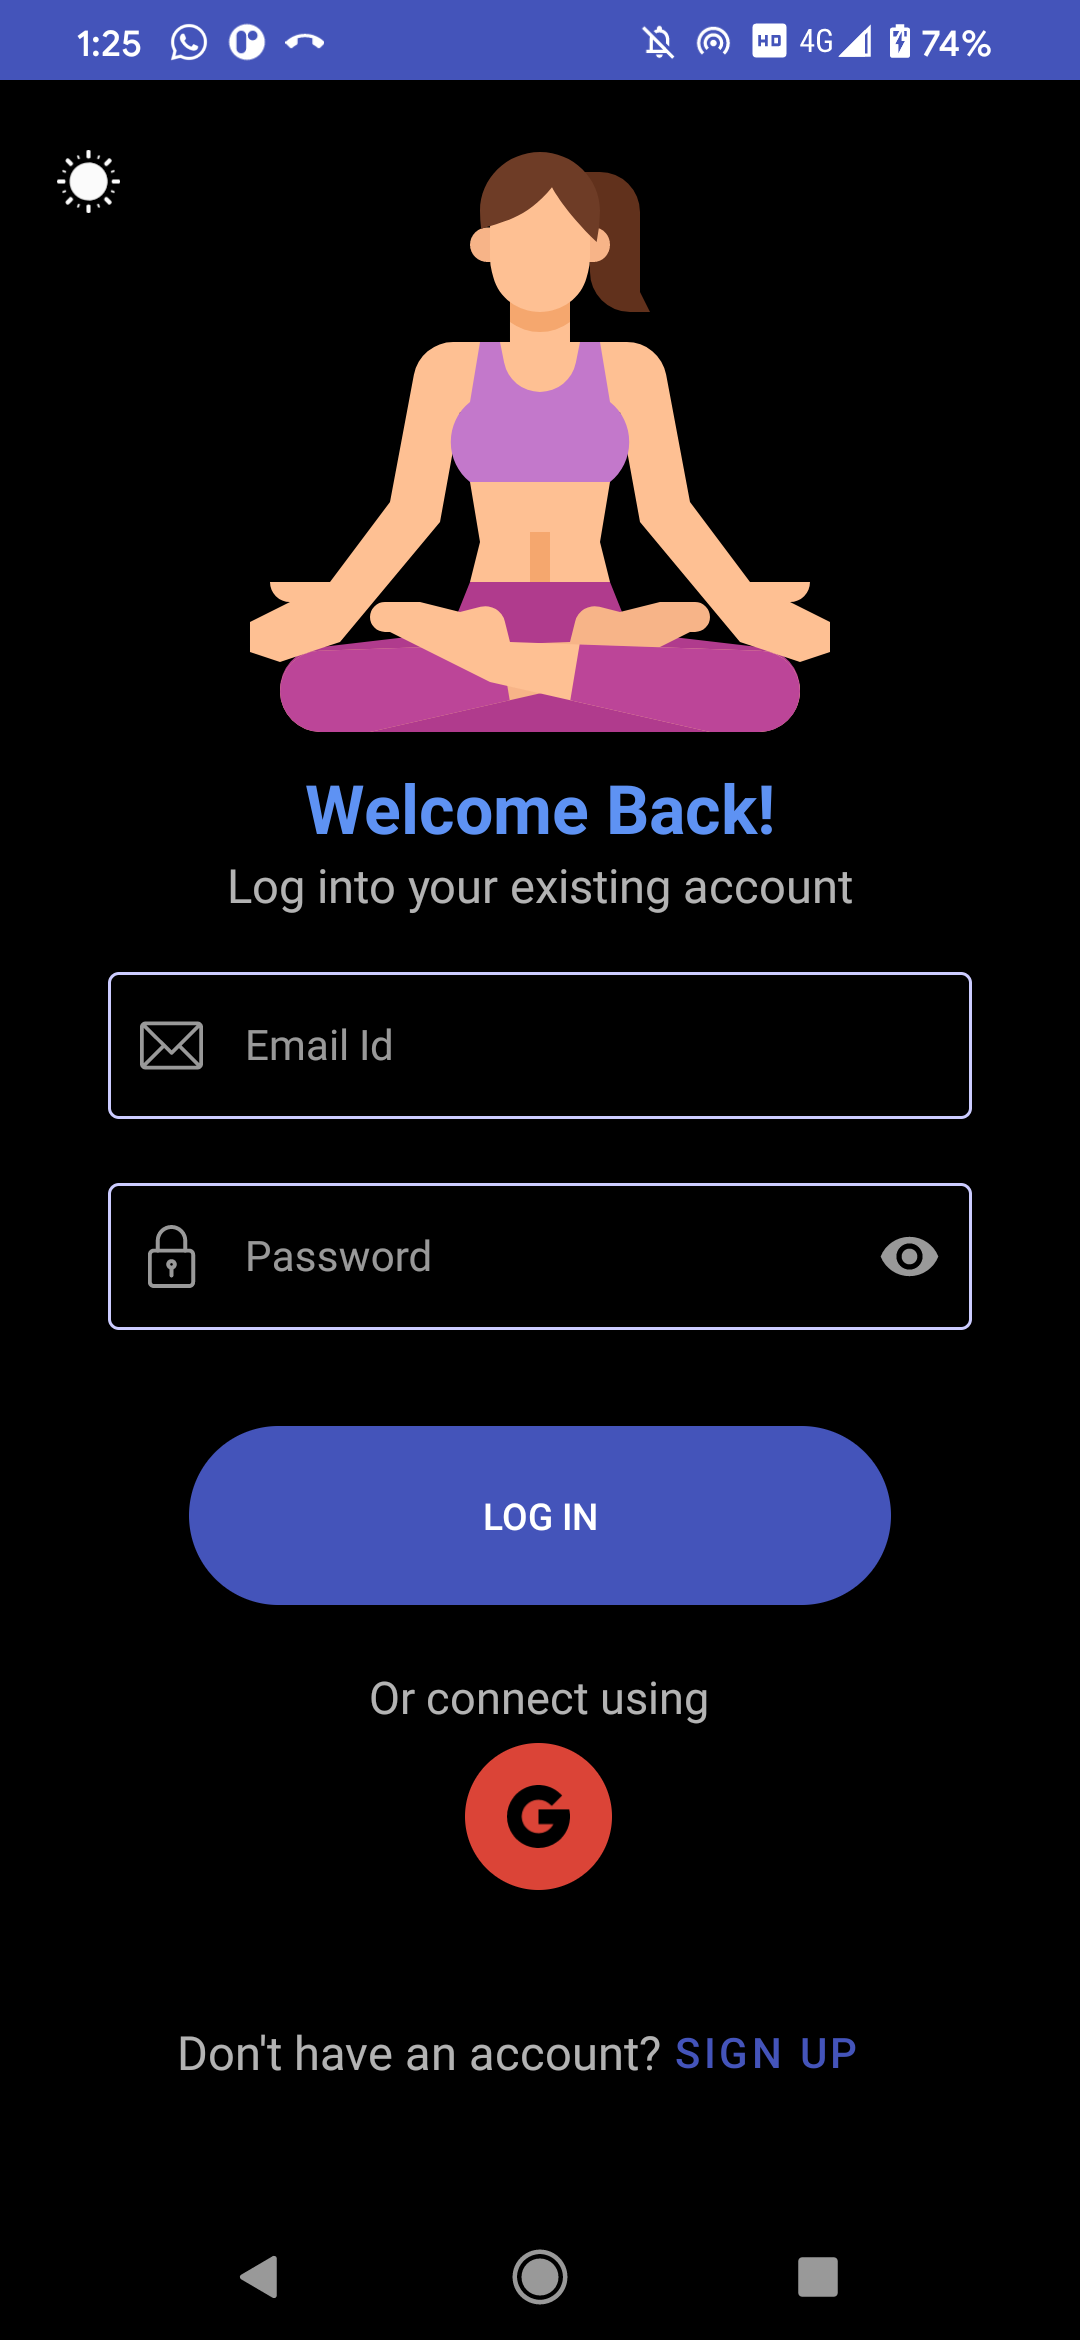 1:25 HD 4G 74%
Welcome Back!
Log into your existing account
Email Id
Password
LOG IN
Or connect using
G
Don't have an account? SIGN UP